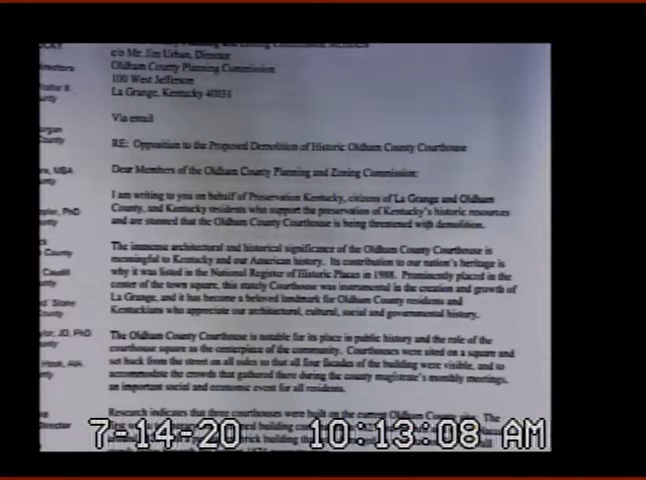 c/o Mr. Jim Urban, Director
Oldham County Planning Commission
100 West Jefferson
La Grange, Kentucky 40031
Via email
RE: Opposition to the Proposed Demolition of Historic Oldham County Courthouse
Dear Members of the Oldham County Planning and Zoning Commission:
I am writing to you on behalf of Preservation Kentucky, citizens of La Grange and Oldham
County, and Kentucky residents who support the preservation of Kentucky's historic resources
and are stunned that the Oldham County Courthouse is being threatened with demolition.
The immense architectural and historical significance of the Oldham County Courthouse is
meaningful to Kentucky and our American history. Its contribution to our nation's heritage is
why it was listed in the National Register of Historic Places in 1988. Prominently placed in the
center of the town square, this stately Courthouse was instrumental in the creation and growth of
La Grange, and it has become a beloved landmark for Oldham County residents and
Kentuckians who appreciate our architectural, cultural, social and governmental history.
The Oldham County Courthouse is notable for its place in public history and the role of the
courthouse square as the centerpiece of the community. Courthouses were sited on a square and
set back from the street on all sides so that all four facades of the building were visible, and to
accommodate the crowds that gathered there during the county magistrate's monthly meetings,
an important social and economic event for all residents.
Research indicates that three courthouses were built on the current Oldham County The
7-14-20 10:13:08 AM